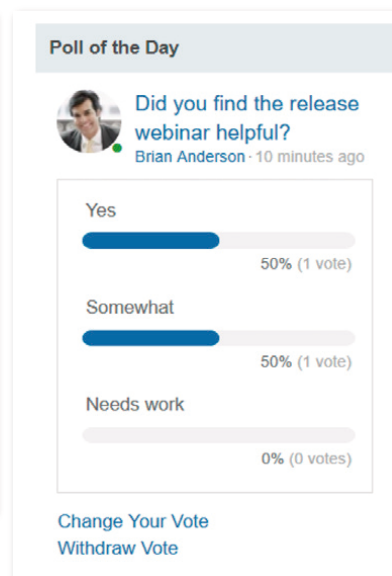 Poll of the Day
Did you find the release
webinar helpful?
Brian Anderson · 10 minutes ago
Yes
50% (1 vote)
Somewhat
50% (1 vote)
Needs work
0% (0 votes)
Change Your Vote
Withdraw Vote